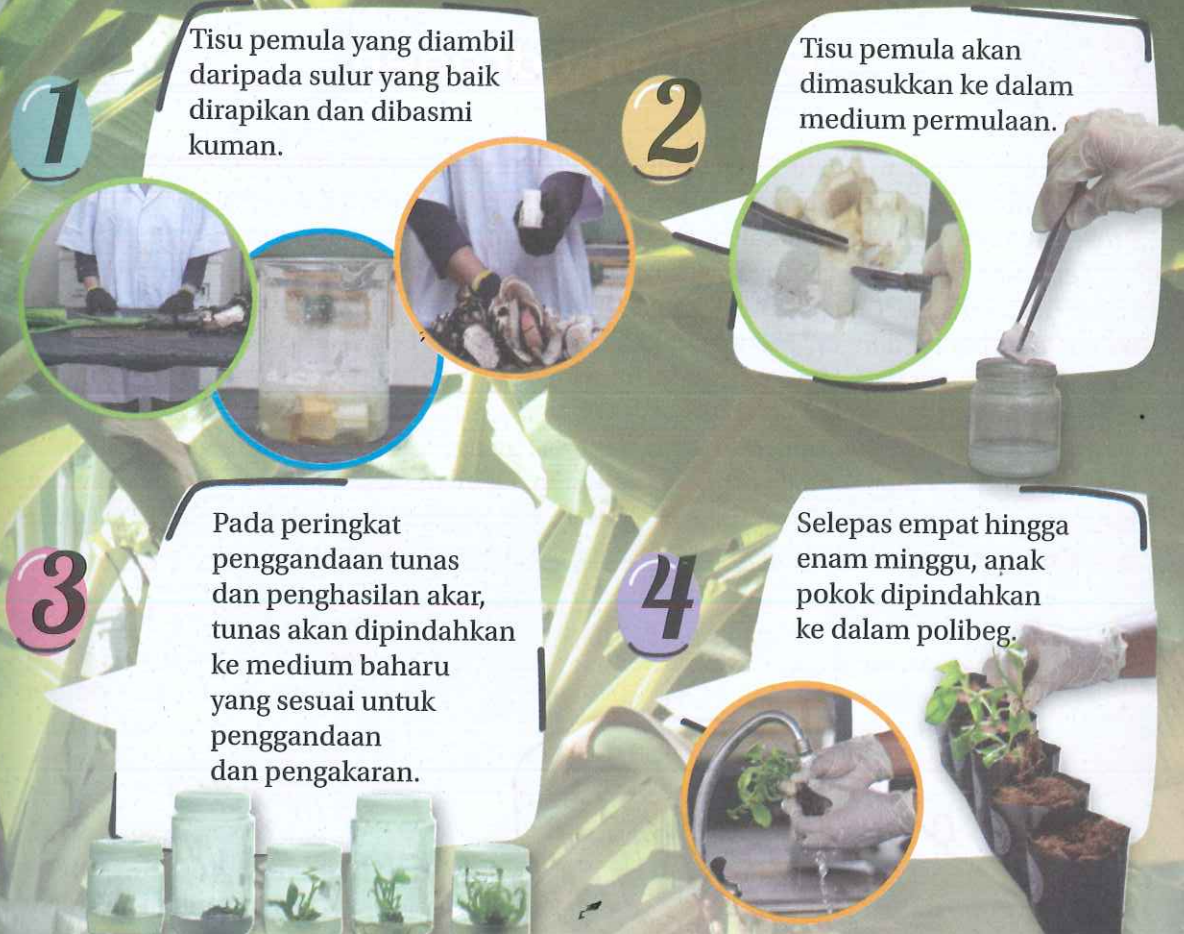 1
Tisu pemula yang diambil
daripada sulur yang baik
dirapikan dan dibasmi
kuman.
2
Tisu pemula akan
dimasukkan ke dalam
medium permulaan.
3
Pada peringkat
penggandaan tunas
dan penghasilan akar,
tunas akan dipindahkan
ke medium baharu
yang sesuai untuk
penggandaan
dan pengakaran.
4
Selepas empat hingga
enam minggu, anak
pokok dipindahkan
ke dalam polibeg.